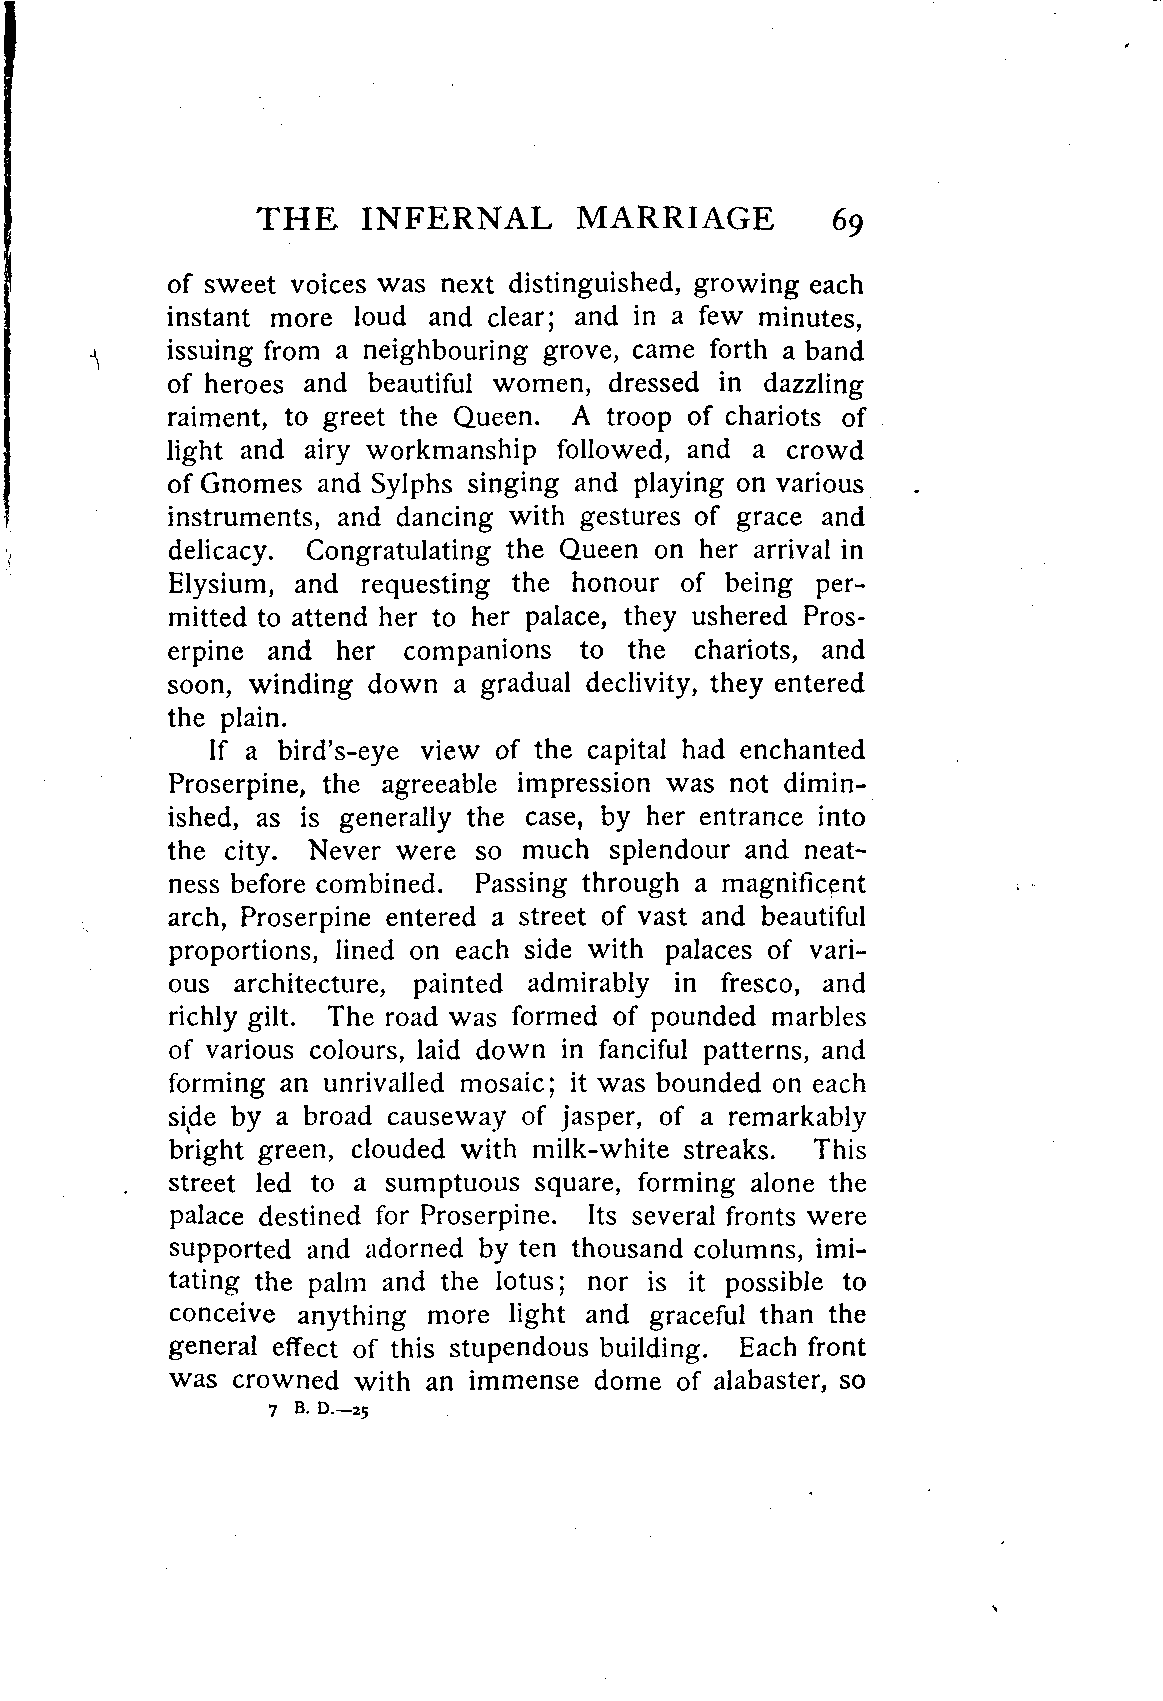 THE INFERNAL MARRIAGE 69
of sweet voices was next distinguished, growing each
instant more loud and clear; and in a few minutes,
issuing from a neighbouring grove, came forth a band
of heroes and beautiful women, dressed in dazzling
raiment, to greet the Queen. A troop of chariots of
light and airy workmanship followed, and a crowd
of Gnomes and Sylphs singing and playing on various
instruments, and dancing with gestures of grace and
delicacy. Congratulating the Queen on her arrival in
Elysium, and requesting the honour of being per-
mitted to attend her to her palace, they ushered Pros-
erpine and her companions to the chariots, and
soon, winding down a gradual declivity, they entered
the plain.
If a bird's-eye view of the capital had enchanted
Proserpine, the agreeable impression was not dimin-
ished, as is generally the case, by her entrance into
the city. Never were so much splendour and neat-
ness before combined. Passing through a magnificent
arch, Proserpine entered a street of vast and beautiful
proportions, lined on each side with palaces of vari-
ous architecture, painted admirably in fresco, and
richly gilt. The road was formed of pounded marbles
of various colours, laid down in fanciful patterns, and
forming an unrivalled mosaic; it was bounded on each
side by a broad causeway of jasper, of a remarkably
bright green, clouded with milk-white streaks. This
street led to a sumptuous square, forming alone the
palace destined for Proserpine. Its several fronts were
supported and adorned by ten thousand columns, imi-
tating the palm and the lotus; nor is it possible to
conceive anything more light and graceful than the
general effect of this stupendous building. Each front
was crowned with an immense dome of alabaster, so
7 B. D.—25